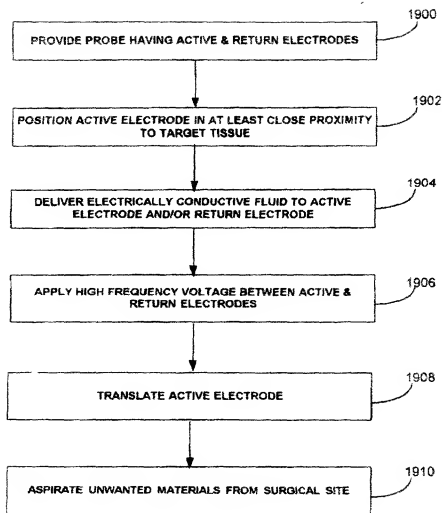 1900
PROVIDE PROBE HAVING ACTIVE & RETURN ELECTRODES
1902
POSITION ACTIVE ELECTRODE IN AT LEAST CLOSE PROXIMITY
TO TARGET TISSUE
1904
DELIVER ELECTRICALLY CONDUCTIVE FLUID TO ACTIVE
ELECTRODE AND/OR RETURN ELECTRODE
1906
APPLY HIGH FREQUENCY VOLTAGE BETWEEN ACTIVE &
RETURN ELECTRODES
1908
TRANSLATE ACTIVE ELECTRODE
1910
ASPIRATE UNWANTED MATERIALS FROM SURGICAL SITE